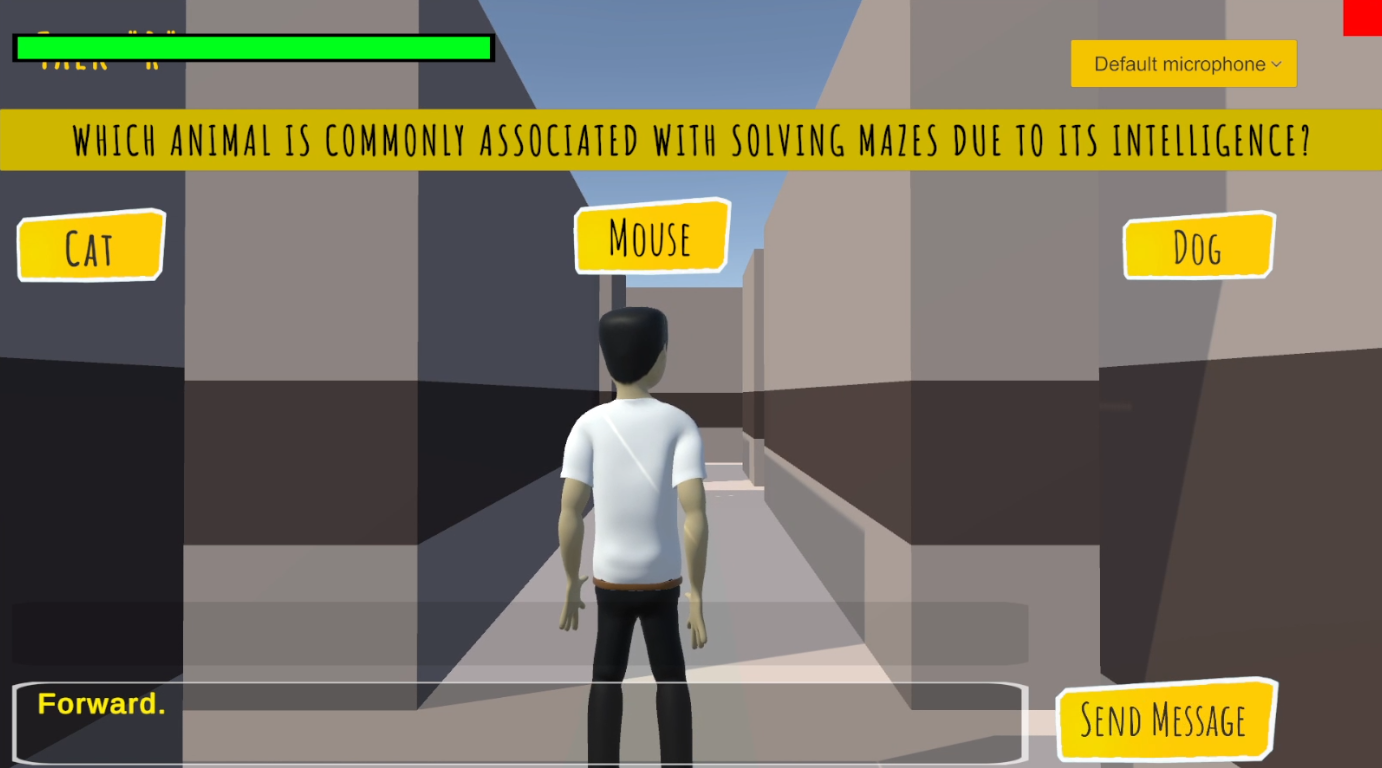 Default microphone
WHICH ANIMAL IS COMMONLY ASSOCIATED WITH SOLVING MAZES DUE TO ITS INTELLIGENCE?
CAT
MOUSE
DOG
Forward.
SEND MESSAGE